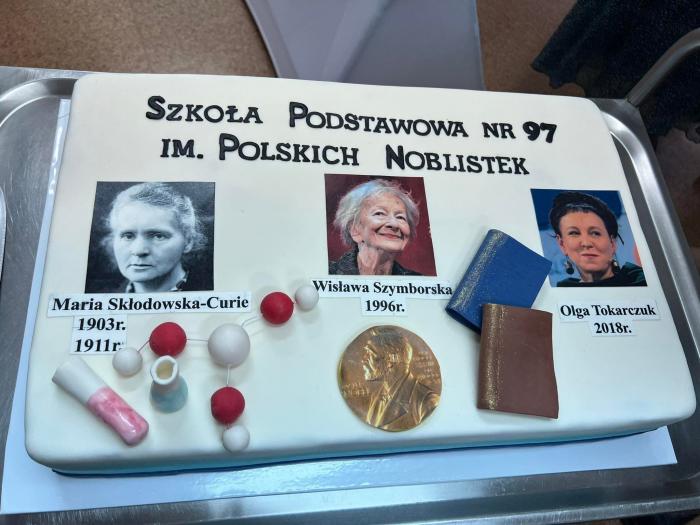 SZKOŁA PODSTAWOWA NR 97
IM. POLSKICH NOBLISTEK
Maria Skłodowska-Curie
1903r.
1911r.
Wisława Szymborska
1996r.
Olga Tokarczuk
2018r.